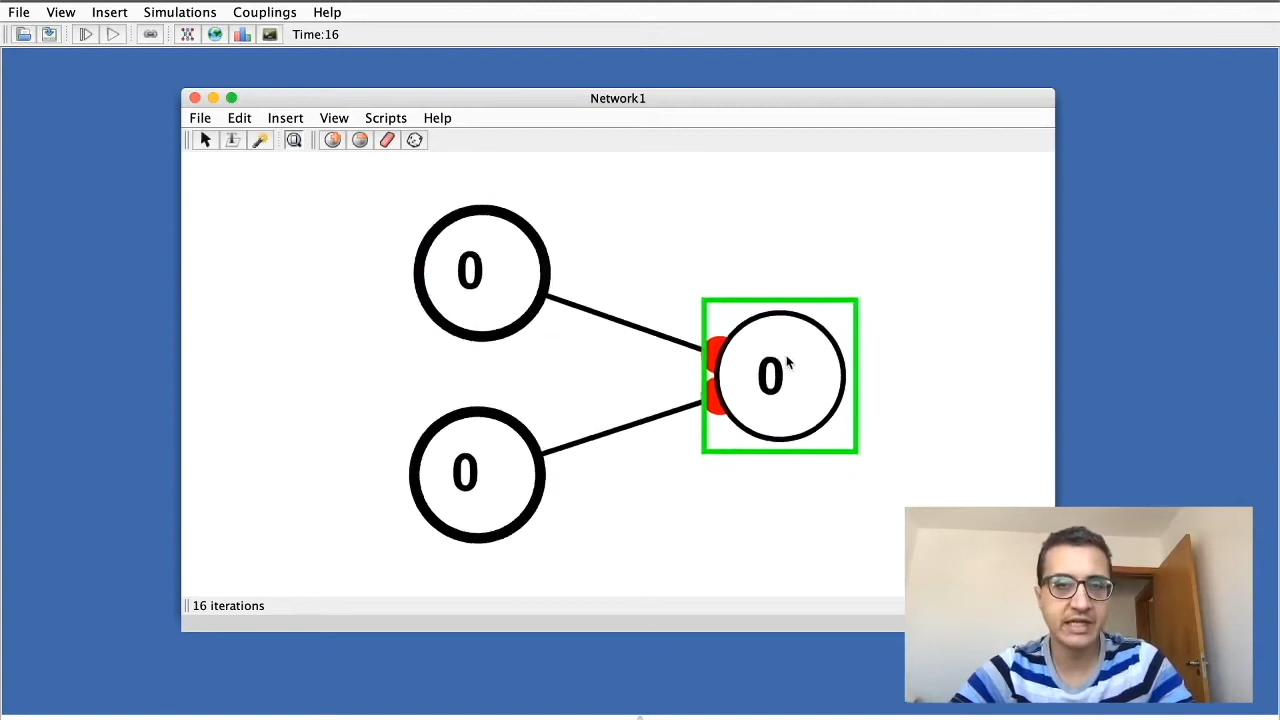 File View Insert Simulations Couplings Help
Time:16
Network1
File Edit Insert View Scripts Help
0
0
0
16 iterations